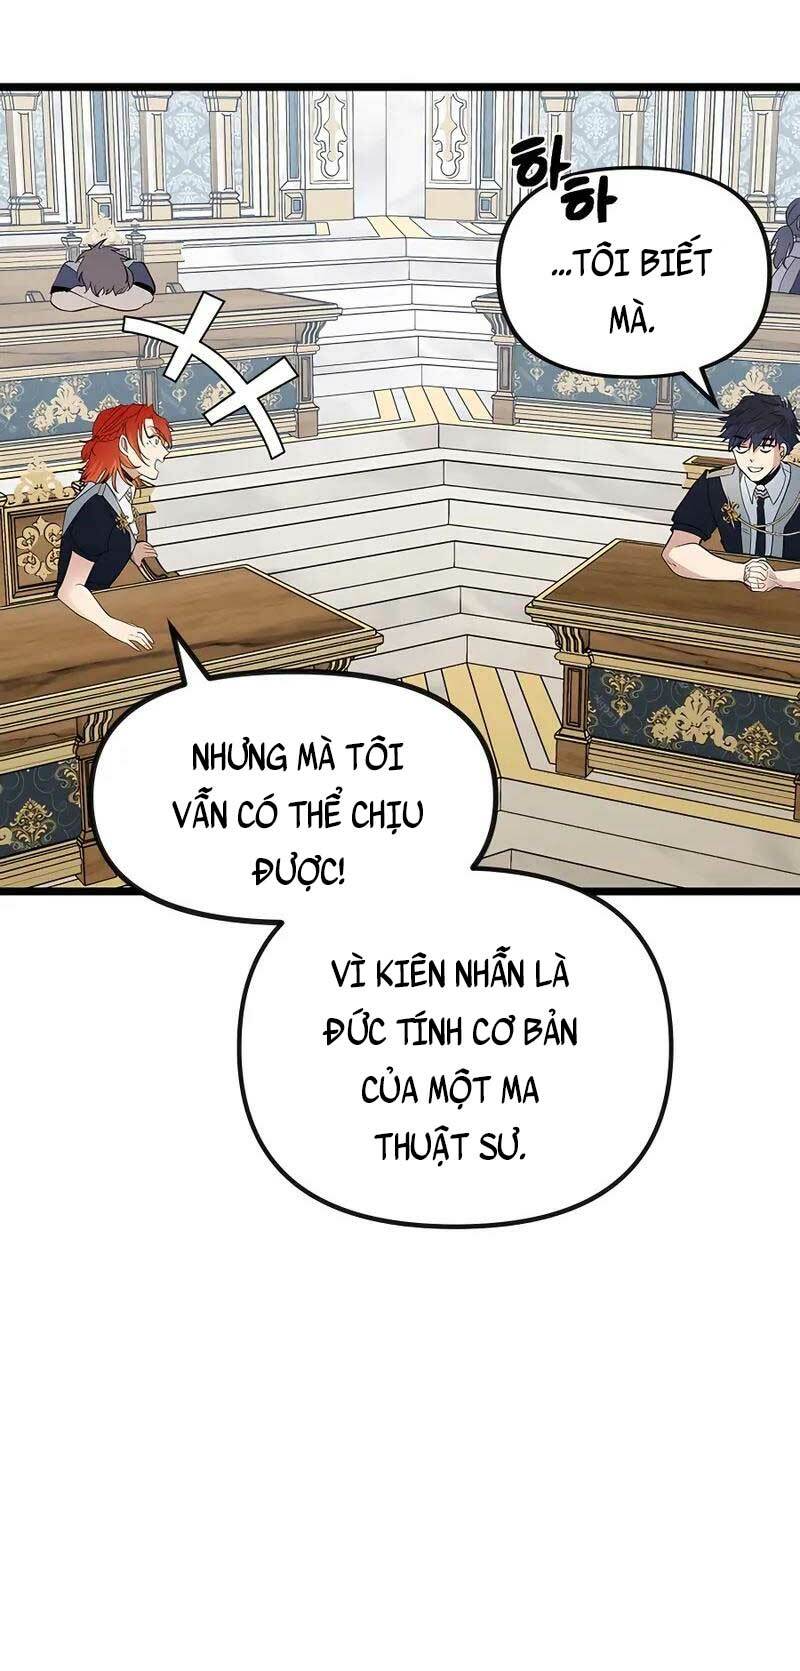 하
하
...TÔI BIẾT
MÀ.
NHƯNG MÀ TÔI
VẪN CÓ THỂ CHỊU
ĐƯỢC!
VÌ KIÊN NHẪN LÀ
ĐỨC TÍNH CƠ BẢN
CỦA MỘT MA
THUẬT SƯ.